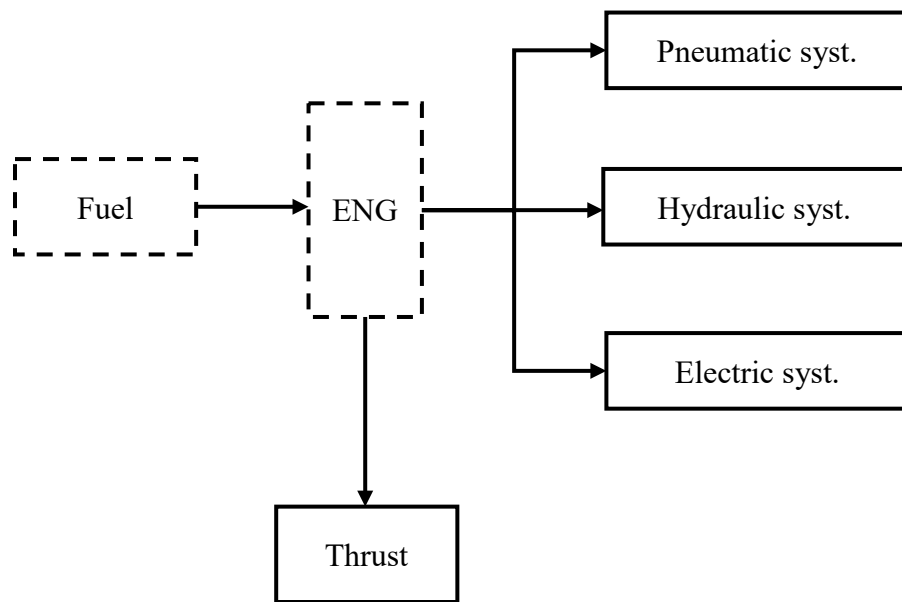 Pneumatic syst.
Fuel
ENG
Hydraulic syst.
Electric syst.
Thrust